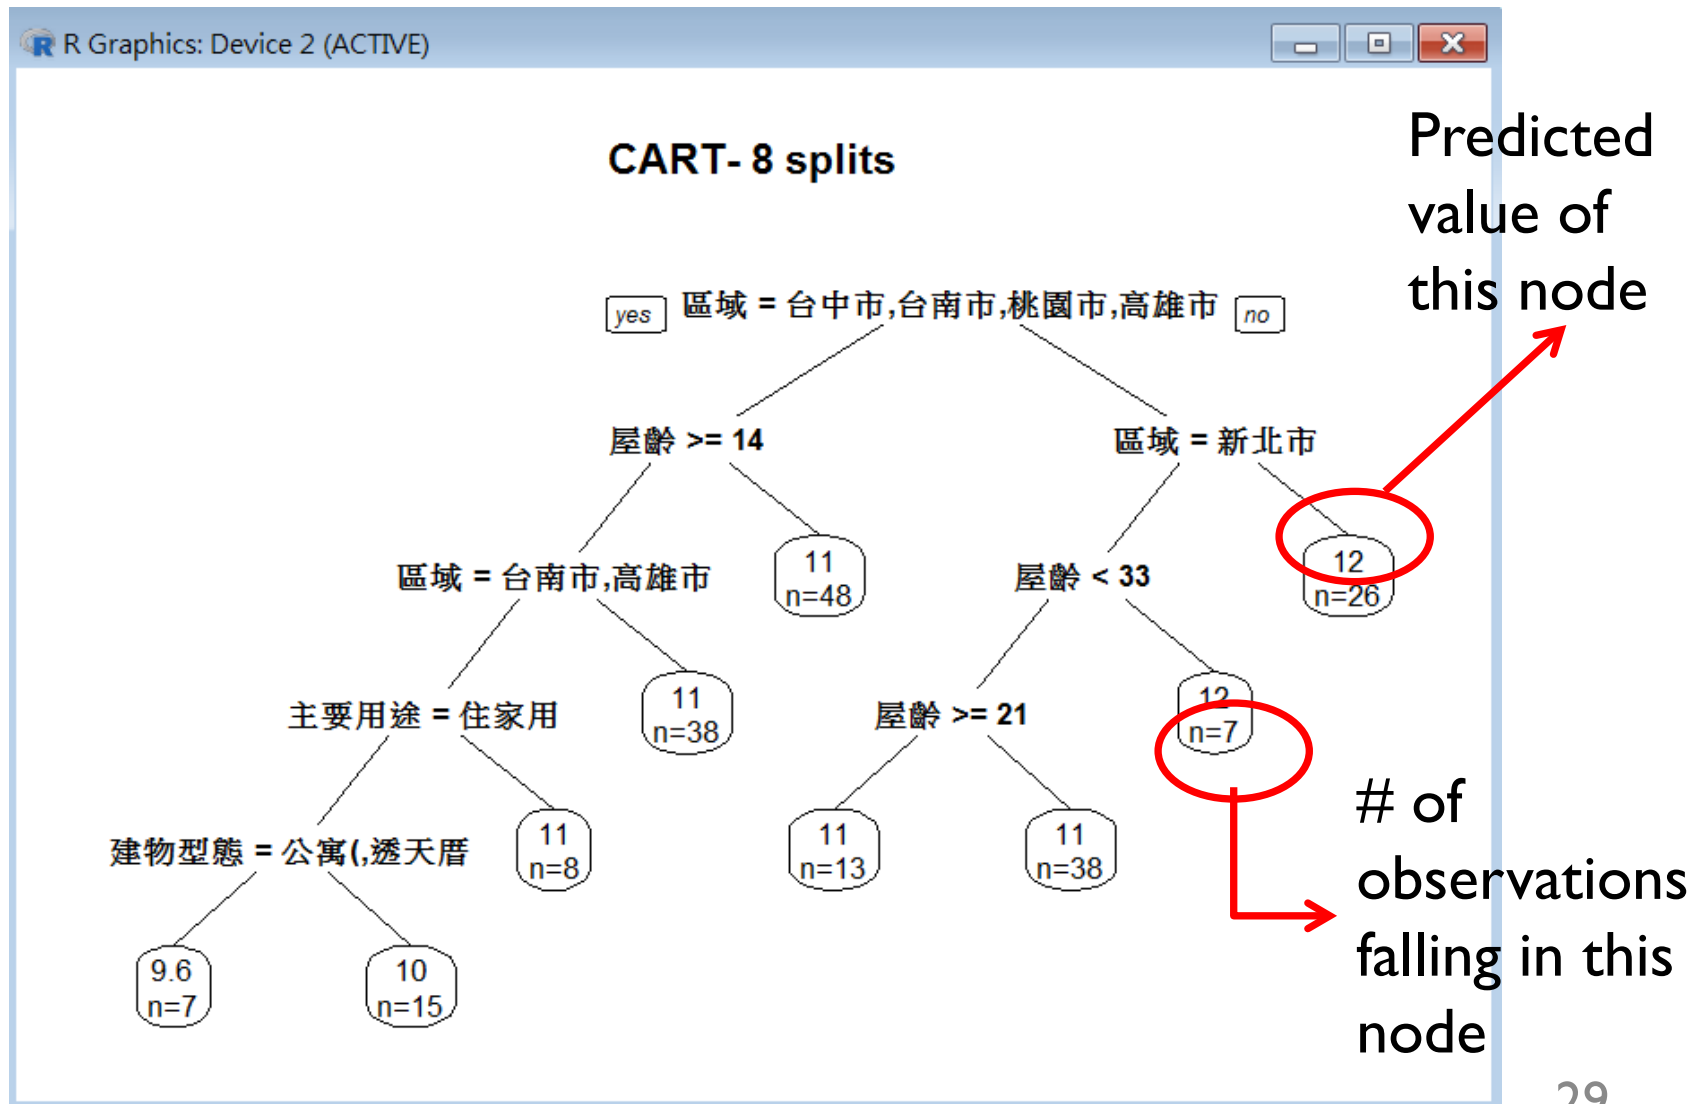 R Graphics: Device 2 (ACTIVE)
CART- 8 splits
yes
區域 = 台中市,台南市,桃園市,高雄市
no
屋齡 >= 14
區域 = 新北市
區域 = 台南市,高雄市
11
n=48
屋齡 < 33
12
n=26
主要用途 = 住家用
11
n=38
屋齡 >= 21
12
n=7
建物型態 = 公寓(,透天厝
11
n=8
11
n=13
11
n=38
9.6
n=7
10
n=15
Predicted
value of
this node
# of
observations
falling in this
node
29